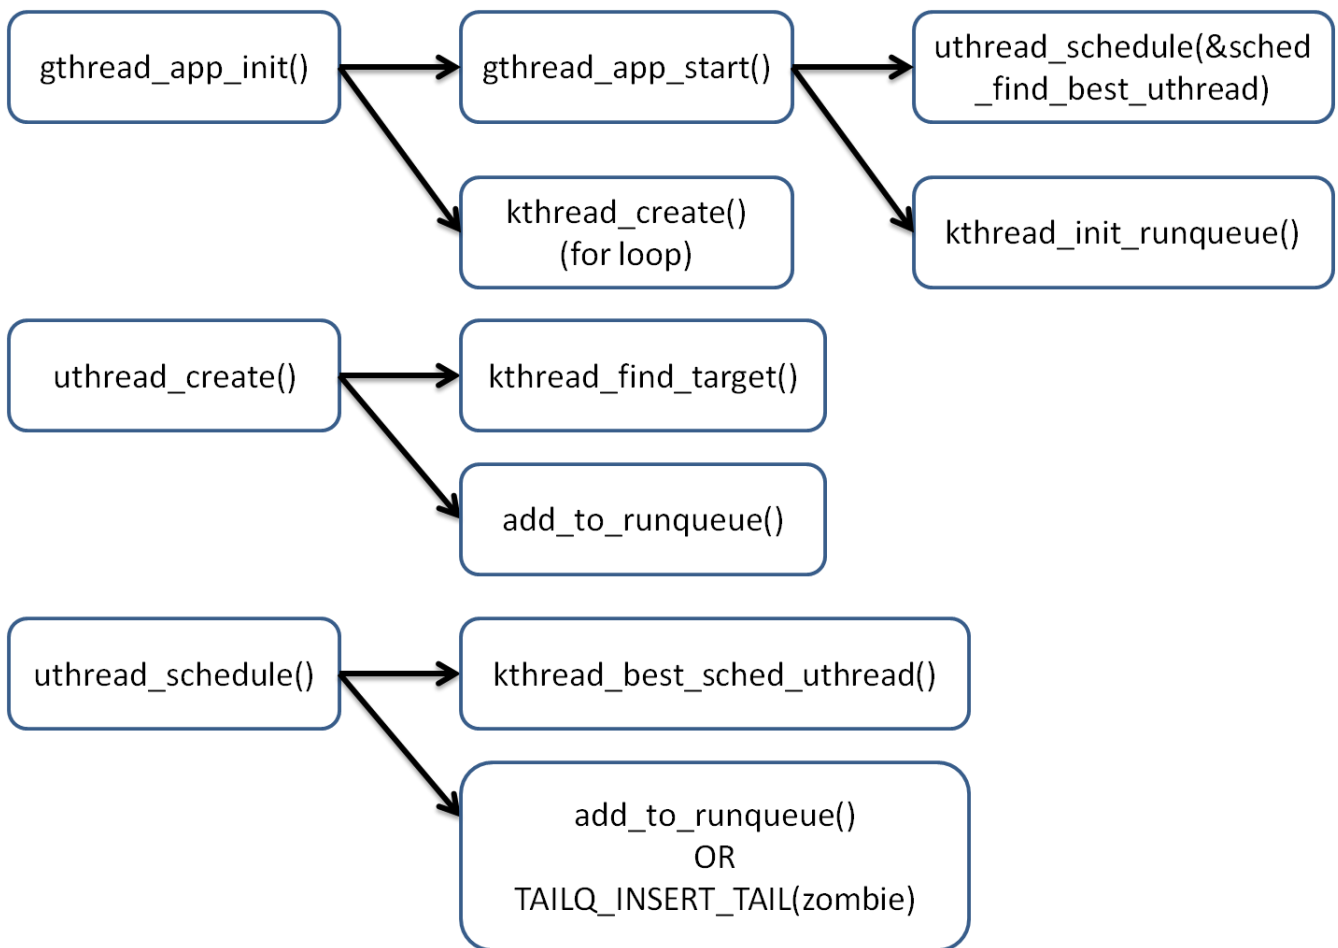 gthread_app_init()
gthread_app_start()
uthread_schedule(&sched
_find_best_uthread)
kthread_create()
(for loop)
kthread_init_runqueue()
uthread_create()
kthread_find_target()
add_to_runqueue()
uthread_schedule()
kthread_best_sched_uthread()
add_to_runqueue()
OR
TAILQ_INSERT_TAIL(zombie)